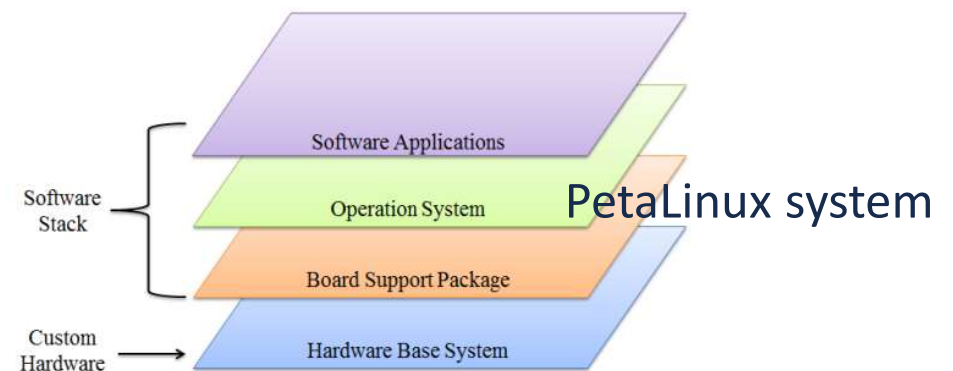 Software Applications
Software
Stack
Operation System
PetaLinux system
Board Support Package
Custom
Hardware
Hardware Base System